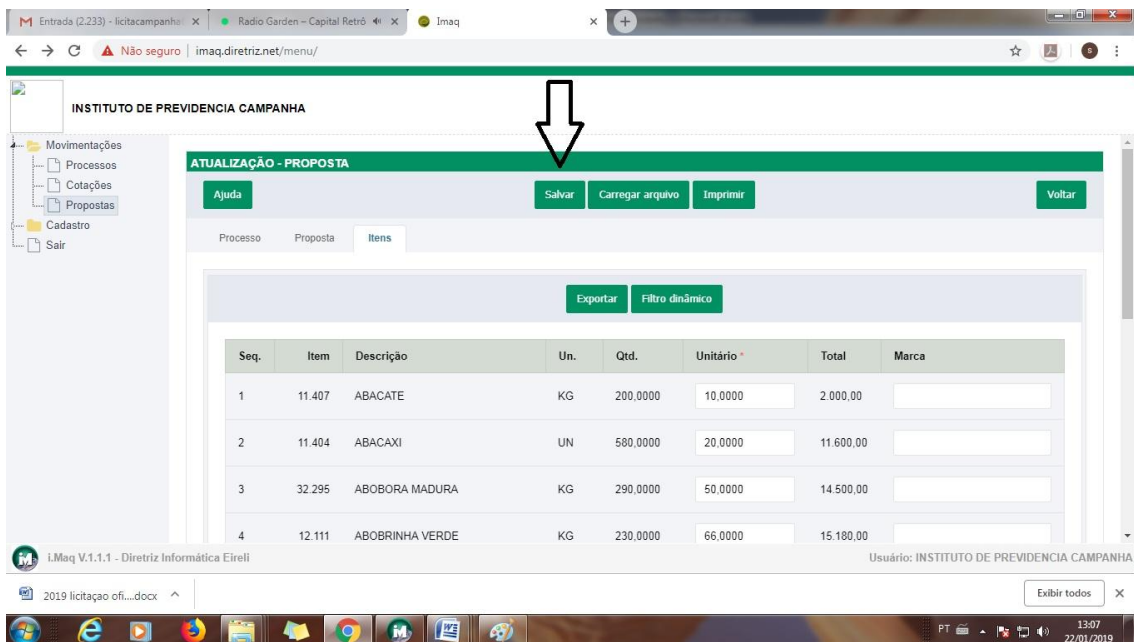 Entrada (2.233) - licitacampanha
Radio Garden – Capital Retrô
Imaq
Não seguro | imaq.diretriz.net/menu/
S
INSTITUTO DE PREVIDENCIA CAMPANHA
Movimentações
Processos
Cotações
Propostas
Cadastro
Sair
ATUALIZAÇÃO - PROPOSTA
Ajuda Salvar Carregar arquivo Imprimir Voltar
Processo Proposta Itens
Exportar Filtro dinâmico
Seq. Item Descrição Un. Qtd. Unitário * Total Marca
1 11.407 ABACATE KG 200,0000 10,0000 2.000,00
2 11.404 ABACAXI UN 580,0000 20,0000 11.600,00
3 32.295 ABOBORA MADURA KG 290,0000 50,0000 14.500,00
4 12.111 ABOBRINHA VERDE KG 230,0000 66,0000 15.180,00
i.Maq V.1.1.1 - Diretriz Informática Eireli Usuário: INSTITUTO DE PREVIDENCIA CAMPANHA
2019 licitaçao ofi....docx Exibir todos
PT 13:07
22/01/2019